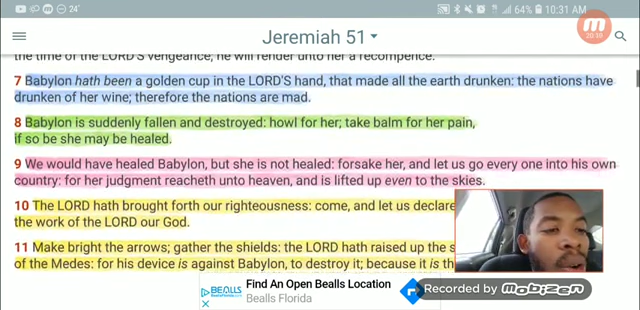 24°
64% 10:31 AM
20:39
Jeremiah 51
the time of the LORD'S vengeance; he will render unto her a recompence.
7 Babylon hath been a golden cup in the LORD'S hand, that made all the earth drunken: the nations have
drunken of her wine; therefore the nations are mad.
8 Babylon is suddenly fallen and destroyed: howl for her; take balm for her pain,
if so be she may be healed.
9 We would have healed Babylon, but she is not healed: forsake her, and let us go every one into his own
country: for her judgment reacheth unto heaven, and is lifted up even to the skies.
10 The LORD hath brought forth our righteousness: come, and let us declare
the work of the LORD our God.
11 Make bright the arrows; gather the shields: the LORD hath raised up the s
of the Medes: for his device is against Babylon, to destroy it; because it is th
BEALLS
Find An Open Bealls Location
Bealls Florida
Recorded by Mobizen